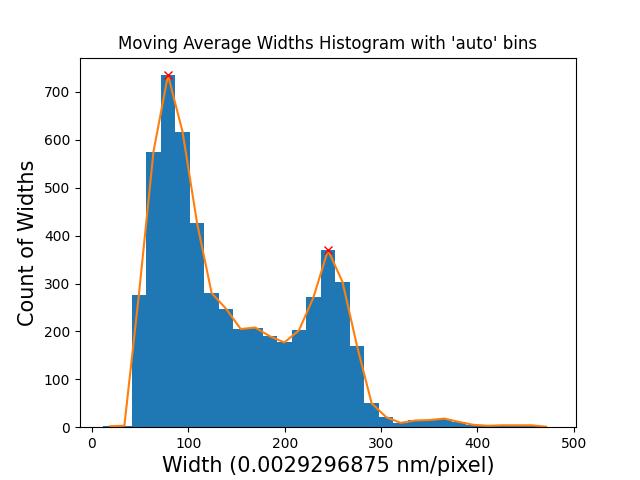 Moving Average Widths Histogram with 'auto' bins
Count of Widths
700
600
500
400
300
200
100
0
0 100 200 300 400 500
Width (0.0029296875 nm/pixel)